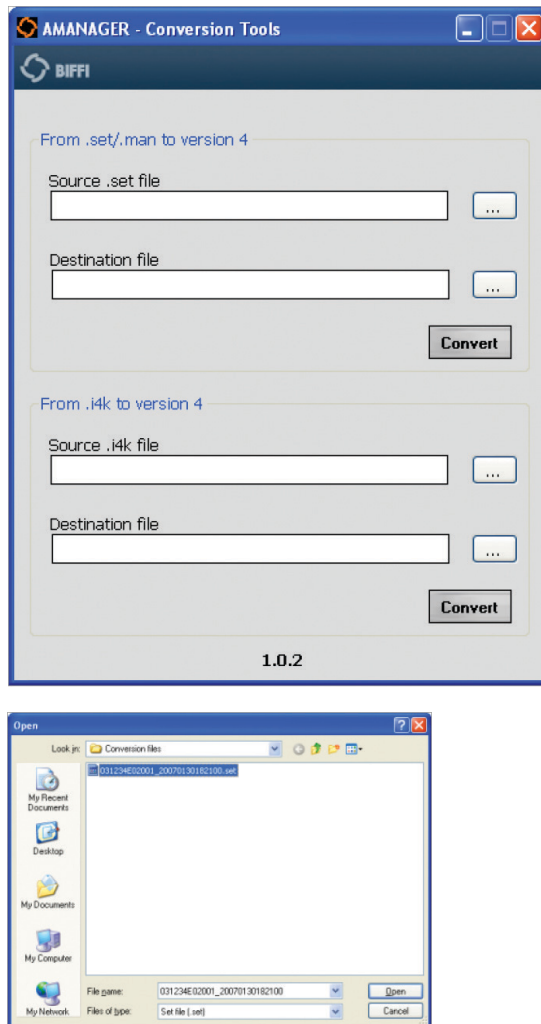 AMANAGER - Conversion Tools
BIFFI
From .set/.man to version 4
Source .set file
...
Destination file
...
Convert
From .i4k to version 4
Source .i4k file
...
Destination file
...
Convert
1.0.2
Open
Look in:
Conversion files
031234E02001_20070130182100.set
My Recent
Documents
Desktop
My Documents
My Computer
My Network
File name:
031234E02001_20070130182100
Open
Files of type:
Set file (.set)
Cancel